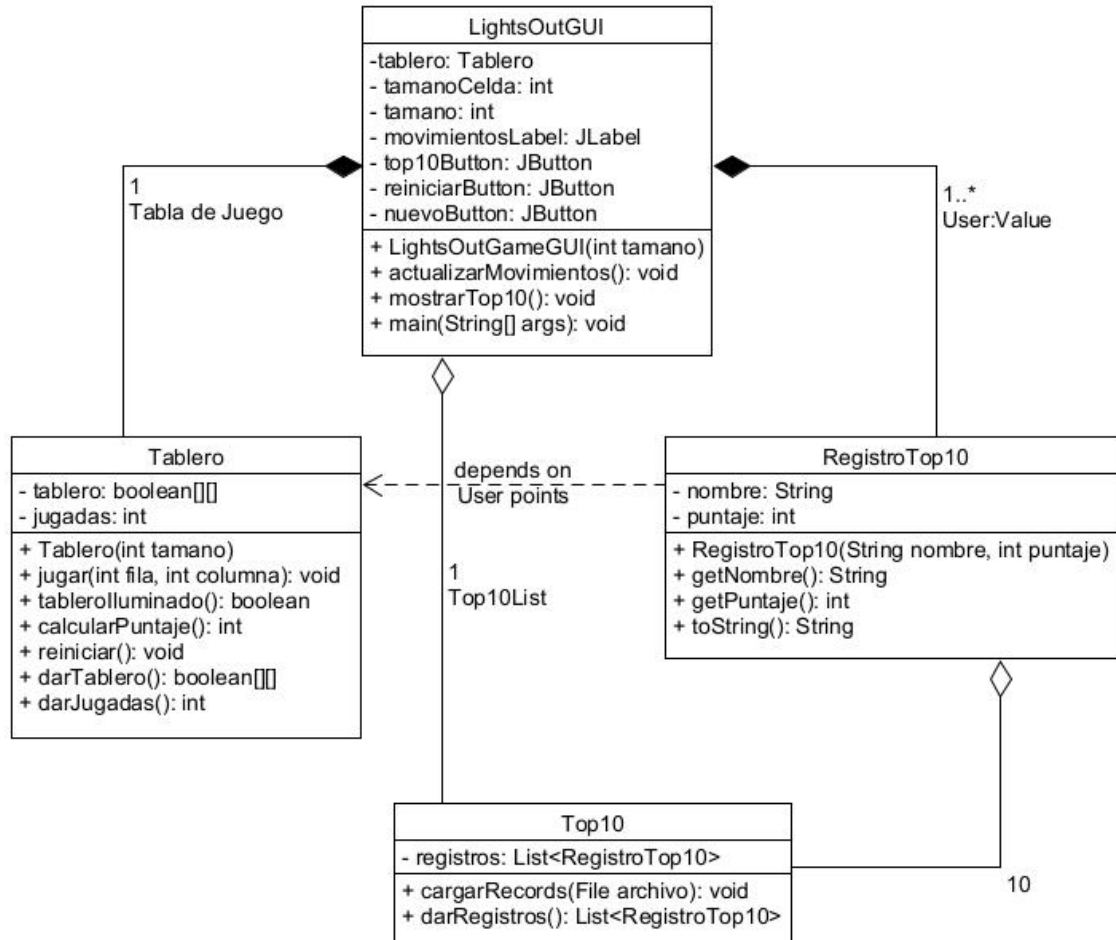 LightsOutGUI
-tablero: Tablero
- tamanoCelda: int
- tamano: int
- movimientosLabel: JLabel
- top10Button: JButton
- reiniciarButton: JButton
- nuevoButton: JButton
+ LightsOutGameGUI(int tamano)
+ actualizarMovimientos(): void
+ mostrarTop10(): void
+ main(String[] args): void
1
Tabla de Juego
1..*
User:Value
Tablero
- tablero: boolean[][]
- jugadas: int
+ Tablero(int tamano)
+ jugar(int fila, int columna): void
+ tableroIluminado(): boolean
+ calcularPuntaje(): int
+ reiniciar(): void
+ darTablero(): boolean[][]
+ darJugadas(): int
depends on
User points
RegistroTop10
- nombre: String
- puntaje: int
+ RegistroTop10(String nombre, int puntaje)
+ getNombre(): String
+ getPuntaje(): int
+ toString(): String
1
Top10List
Top10
- registros: List<RegistroTop10>
+ cargarRecords(File archivo): void
+ darRegistros(): List<RegistroTop10>
10